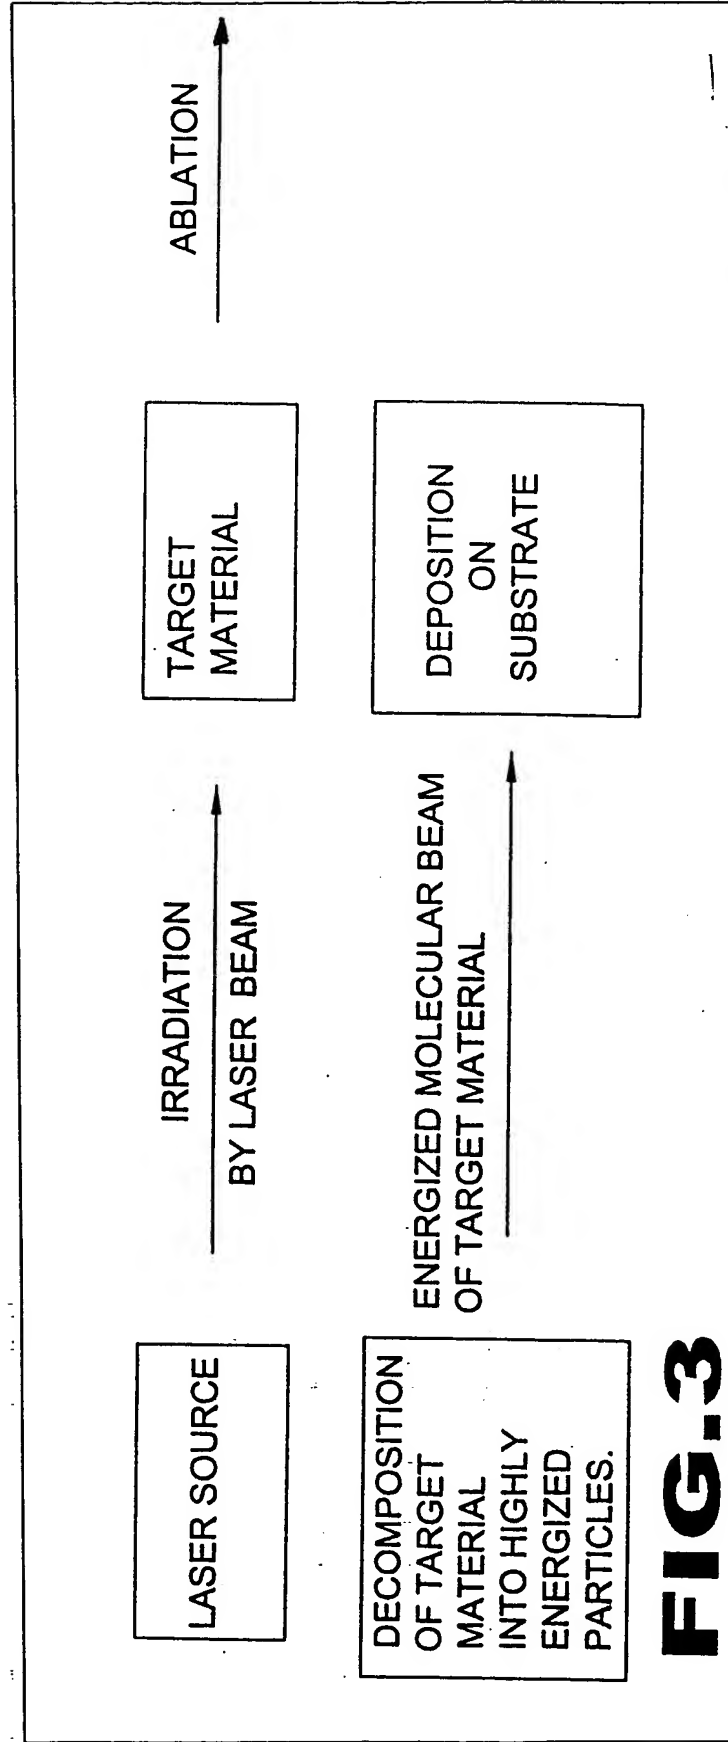 LASER SOURCE
IRRADIATION
BY LASER BEAM
TARGET
MATERIAL
ABLATION
DECOMPOSITION
OF TARGET
MATERIAL
INTO HIGHLY
ENERGIZED
PARTICLES.
ENERGIZED MOLECULAR BEAM
OF TARGET MATERIAL
DEPOSITION
ON
SUBSTRATE
FIG.3